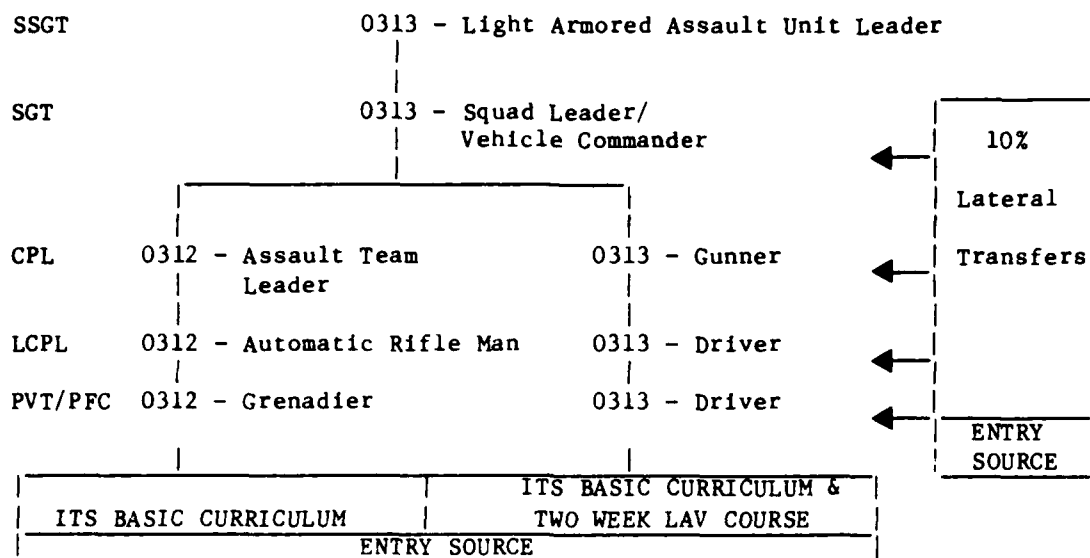 SSGT 0313 - Light Armored Assault Unit Leader
SGT 0313 - Squad Leader/
Vehicle Commander
10%
Lateral
Transfers
CPL 0312 - Assault Team
Leader
0313 - Gunner
LCPL 0312 - Automatic Rifle Man 0313 - Driver
PVT/PFC 0312 - Grenadier 0313 - Driver
ENTRY
SOURCE
ITS BASIC CURRICULUM
ITS BASIC CURRICULUM &
TWO WEEK LAV COURSE
ENTRY SOURCE